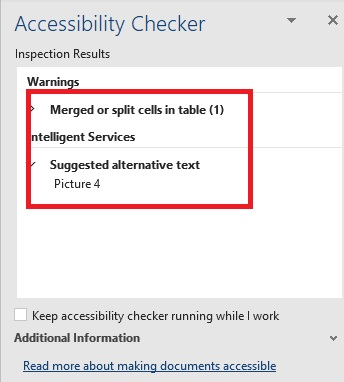 Accessibility Checker
Inspection Results
Warnings
Merged or split cells in table (1)
Intelligent Services
Suggested alternative text
Picture 4
Keep accessibility checker running while I work
Additional Information
Read more about making documents accessible